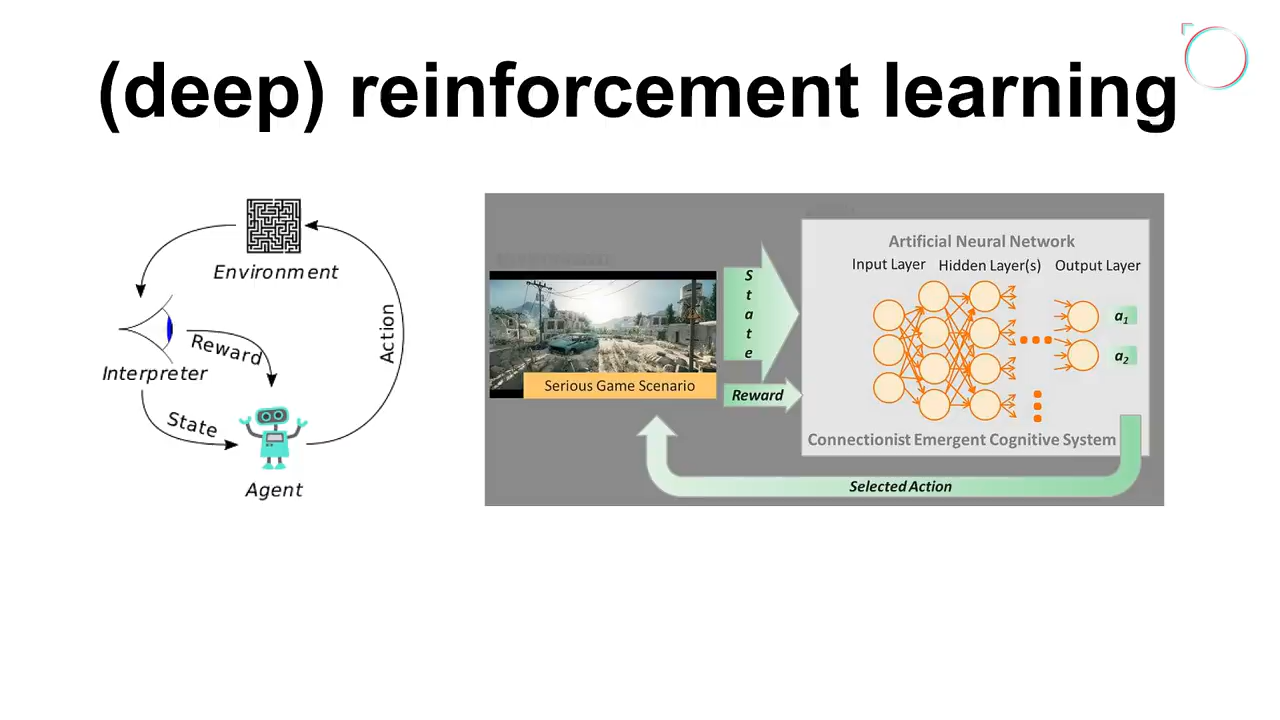 (deep) reinforcement learning
Environment
Action
Reward
Interpreter
State
Agent
Artificial Neural Network
Input Layer Hidden Layer(s) Output Layer
State
a1
a2
Serious Game Scenario
Reward
Connectionist Emergent Cognitive System
Selected Action